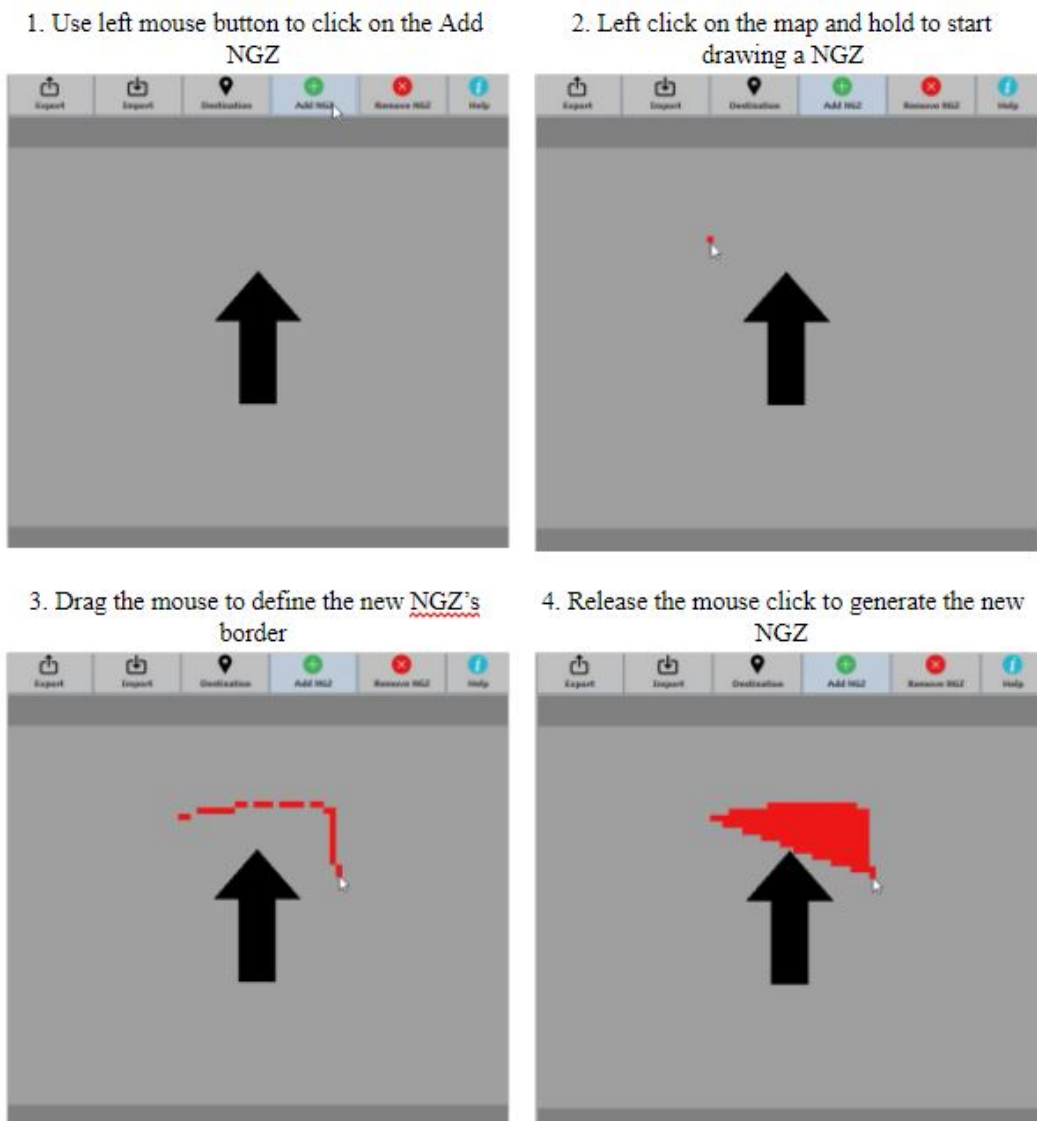 1. Use left mouse button to click on the Add
NGZ
2. Left click on the map and hold to start
drawing a NGZ
Export Import Destination Add NGZ Remove NGZ Help
Export Import Destination Add NGZ Remove NGZ Help
3. Drag the mouse to define the new NGZ’s
border
4. Release the mouse click to generate the new
NGZ
Export Import Destination Add NGZ Remove NGZ Help
Export Import Destination Add NGZ Remove NGZ Help